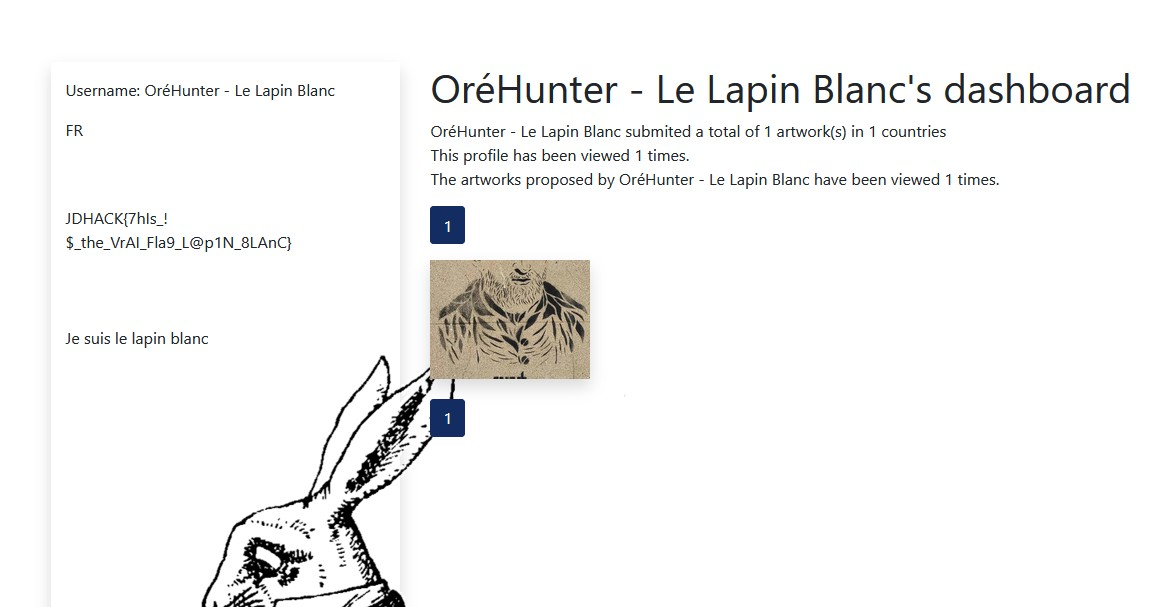 Username: OréHunter - Le Lapin Blanc
FR
JDHACK{7hIs_!
$_the_VrAI_Fla9_L@p1N_8LAnC}
Je suis le lapin blanc
OréHunter - Le Lapin Blanc's dashboard
OréHunter - Le Lapin Blanc submited a total of 1 artwork(s) in 1 countries
This profile has been viewed 1 times.
The artworks proposed by OréHunter - Le Lapin Blanc have been viewed 1 times.
1
1